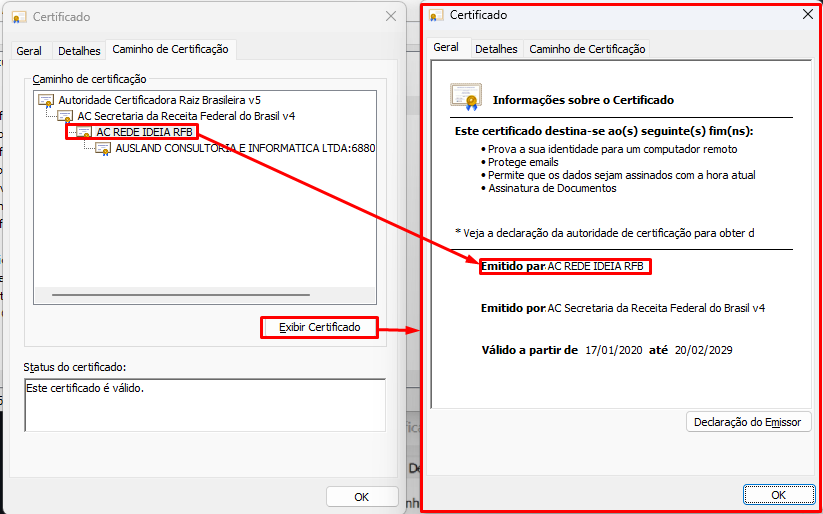 Certificado
Geral
Detalhes
Caminho de Certificação
Caminho de certificação
Autoridade Certificadora Raiz Brasileira v5
AC Secretaria da Receita Federal do Brasil v4
AC REDE IDEIA RFB
AUSLAND CONSULTORIA E INFORMATICA LTDA:6880
Exibir Certificado
Status do certificado:
Este certificado é válido.
OK
Certificado
Geral
Detalhes
Caminho de Certificação
Informações sobre o Certificado
Este certificado destina-se ao(s) seguinte(s) fim(ns):
• Prova a sua identidade para um computador remoto
• Protege emails
• Permite que os dados sejam assinados com a hora atual
• Assinatura de Documentos
* Veja a declaração da autoridade de certificação para obter d
Emitido par AC REDE IDEIA RFB
Emitido por AC Secretaria da Receita Federal do Brasil v4
Válido a partir de 17/01/2020 até 20/02/2029
Declaração do Emissor
OK